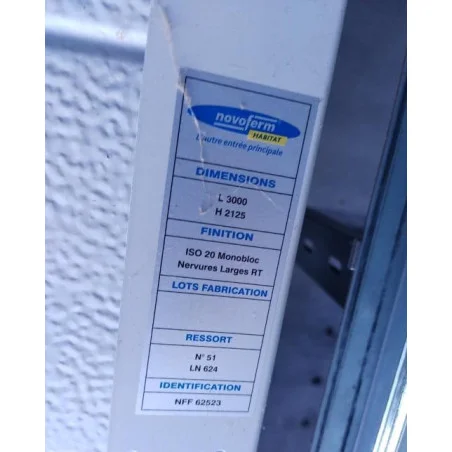 novoferm
HABITAT
L'autre entrée principale
DIMENSIONS
L 3000
H 2125
FINITION
ISO 20 Monobloc
Nervures Larges RT
LOTS FABRICATION
RESSORT
N° 51
LN 624
IDENTIFICATION
NFF 62523